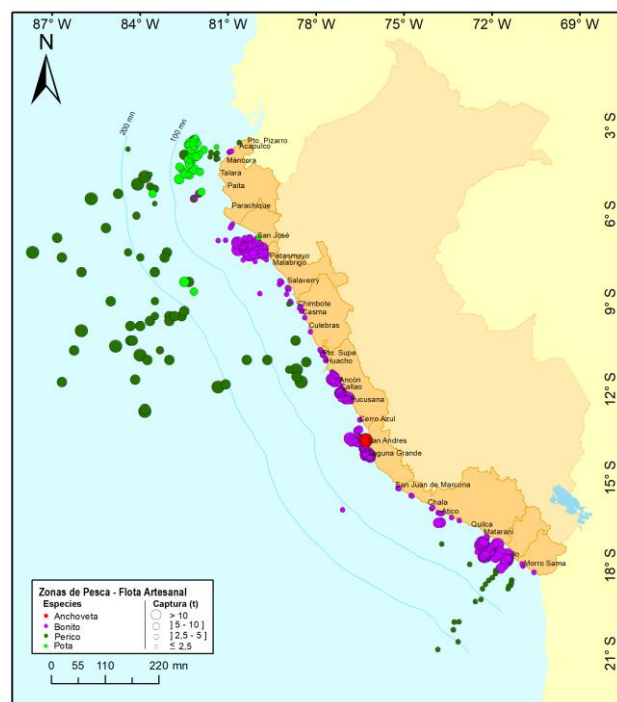 87° W 84° W 81° W 78° W 75° W 72° W 69° W
N
200 mn
100 mn
3°S
6°S
9°S
12°S
15°S
18°S
21°S
Pto. Pizarro
Acapulco
Máncora
Talara
Paita
Parachique
San José
Pacasmayo
Malabrigo
Salaverry
Chimbote
Casma
Culebras
Pto. Supe
Huacho
Ancón
Callao
Pucusana
Cerro Azul
San Andres
Laguna Grande
San Juan de Marcona
Chala
Atico
Quilca
Matarani
Ilo
Morro Sama
Zonas de Pesca - Flota Artesanal
Especies Captura (t)
Anchoveta > 10
Bonito ] 5 - 10 ]
Perico ] 2,5 - 5 ]
Pota ≤ 2,5
0 55 110 220 mn